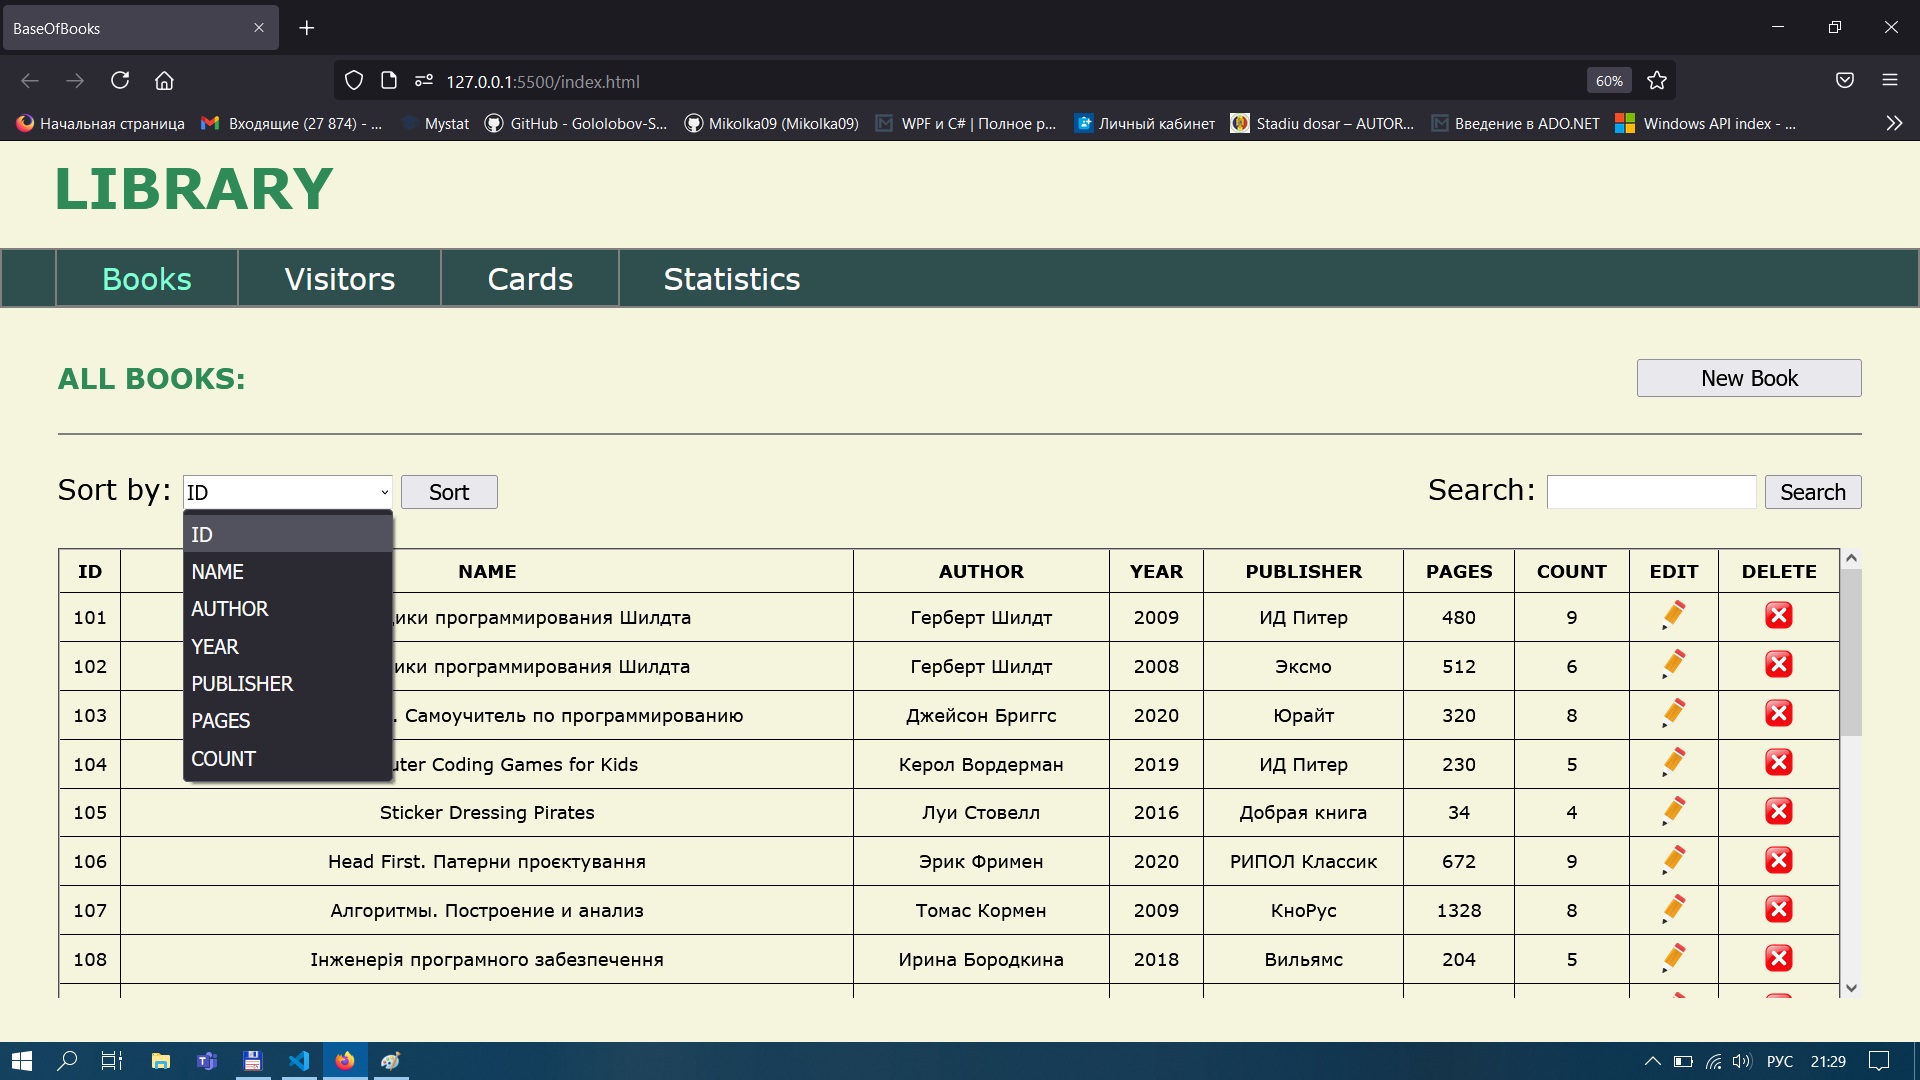 BaseOfBooks
127.0.0.1:5500/index.html
60%
Начальная страница
Входящие (27 874) - ...
Mystat
GitHub - Gololobov-S...
Mikolka09 (Mikolka09)
WPF и C# | Полное р...
Личный кабинет
Stadiu dosar – AUTOR...
Введение в ADO.NET
Windows API index - ...
LIBRARY
Books
Visitors
Cards
Statistics
ALL BOOKS:
New Book
Sort by:
ID
Sort
Search:
Search
ID
NAME
AUTHOR
YEAR
PUBLISHER
PAGES
COUNT
ID NAME AUTHOR YEAR PUBLISHER PAGES COUNT EDIT DELETE
101 программирования Шилдта Герберт Шилдт 2009 ИД Питер 480 9
102 программирования Шилдта Герберт Шилдт 2008 Эксмо 512 6
103 . Самоучитель по программированию Джейсон Бриггс 2020 Юрайт 320 8
104 Coding Games for Kids Керол Вордерман 2019 ИД Питер 230 5
105 Sticker Dressing Pirates Луи Стовелл 2016 Добрая книга 34 4
106 Head First. Патерни проєктування Эрик Фримен 2020 РИПОЛ Классик 672 9
107 Алгоритмы. Построение и анализ Томас Кормен 2009 КноРус 1328 8
108 Інженерія програмного забезпечення Ирина Бородкина 2018 Вильямс 204 5
РУС
21:29